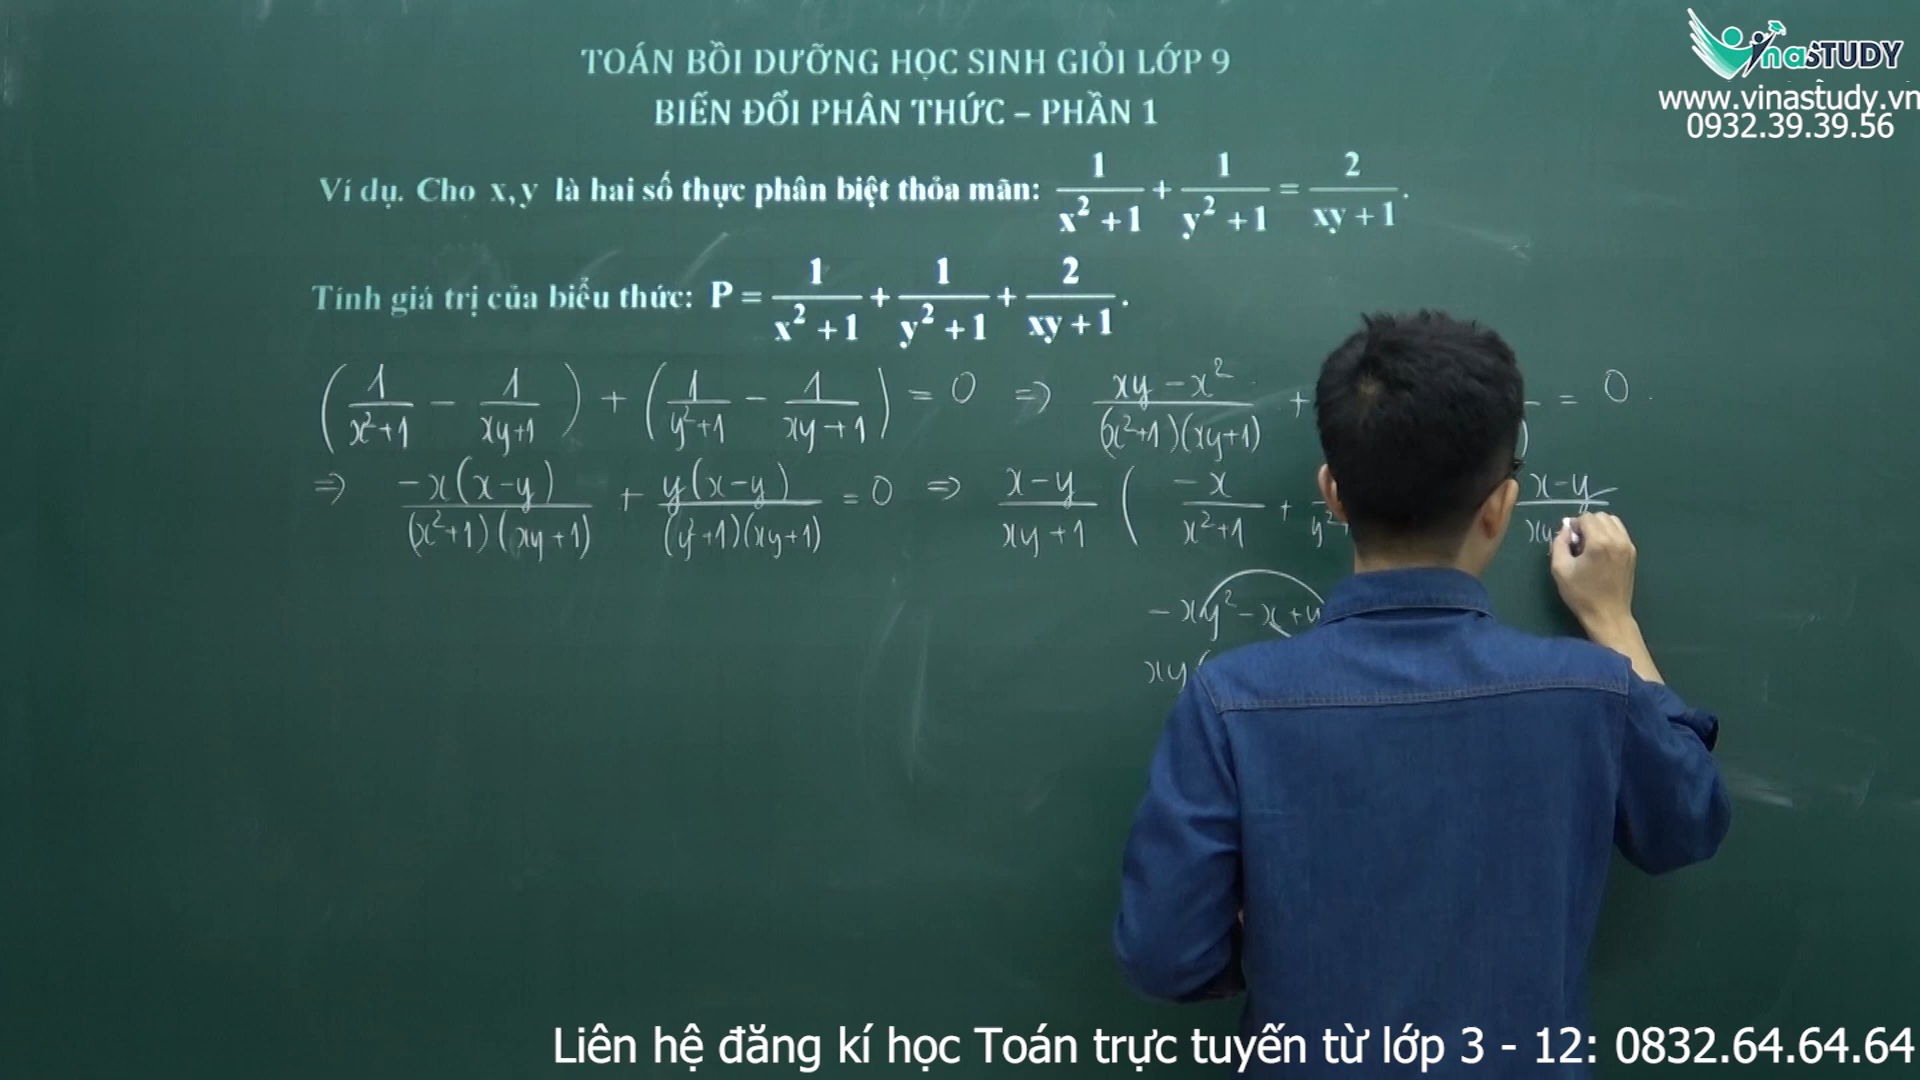 VinaSTUDY
www.vinastudy.vn
0932.39.39.56
TOÁN BỒI DƯỠNG HỌC SINH GIỎI LỚP 9
BIẾN ĐỔI PHÂN THỨC – PHẦN 1
Ví dụ. Cho x, y là hai số thực phân biệt thỏa mãn: 1/(x²+1) + 1/(y²+1) = 2/(xy+1).
Tính giá trị của biểu thức: P = 1/(x²+1) + 1/(y²+1) + 2/(xy+1).
(1/(x²+1) − 1/(xy+1)) + (1/(y²+1) − 1/(xy+1)) = 0 ⇒ (xy−x²)/((x²+1)(xy+1)) + = 0.
⇒ −x(x−y)/((x²+1)(xy+1)) + y(x−y)/((y²+1)(xy+1)) = 0 ⇒ (x−y)/(xy+1) ( −x/(x²+1) + x−y
−xy²−x+y
xy(
Liên hệ đăng kí học Toán trực tuyến từ lớp 3 - 12: 0832.64.64.64